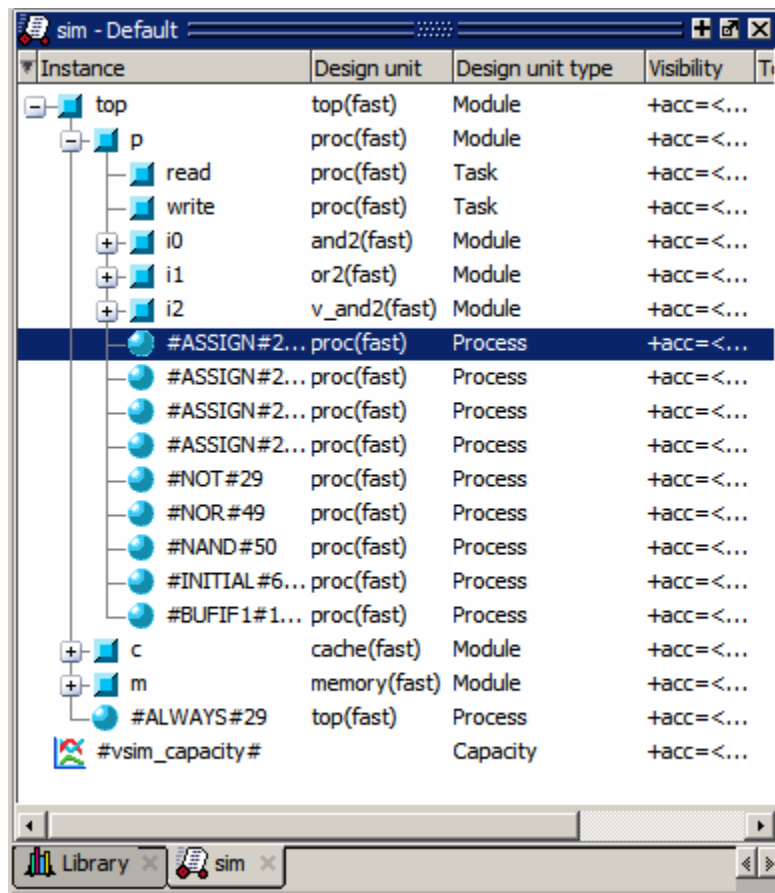 sim - Default
Instance Design unit Design unit type Visibility
top top(fast) Module +acc=<...
p proc(fast) Module +acc=<...
read proc(fast) Task +acc=<...
write proc(fast) Task +acc=<...
i0 and2(fast) Module +acc=<...
i1 or2(fast) Module +acc=<...
i2 v_and2(fast) Module +acc=<...
#ASSIGN#2... proc(fast) Process +acc=<...
#ASSIGN#2... proc(fast) Process +acc=<...
#ASSIGN#2... proc(fast) Process +acc=<...
#ASSIGN#2... proc(fast) Process +acc=<...
#NOT#29 proc(fast) Process +acc=<...
#NOR#49 proc(fast) Process +acc=<...
#NAND#50 proc(fast) Process +acc=<...
#INITIAL#6... proc(fast) Process +acc=<...
#BUFIF1#1... proc(fast) Process +acc=<...
c cache(fast) Module +acc=<...
m memory(fast) Module +acc=<...
#ALWAYS#29 top(fast) Process +acc=<...
#vsim_capacity# Capacity +acc=<...
Library sim